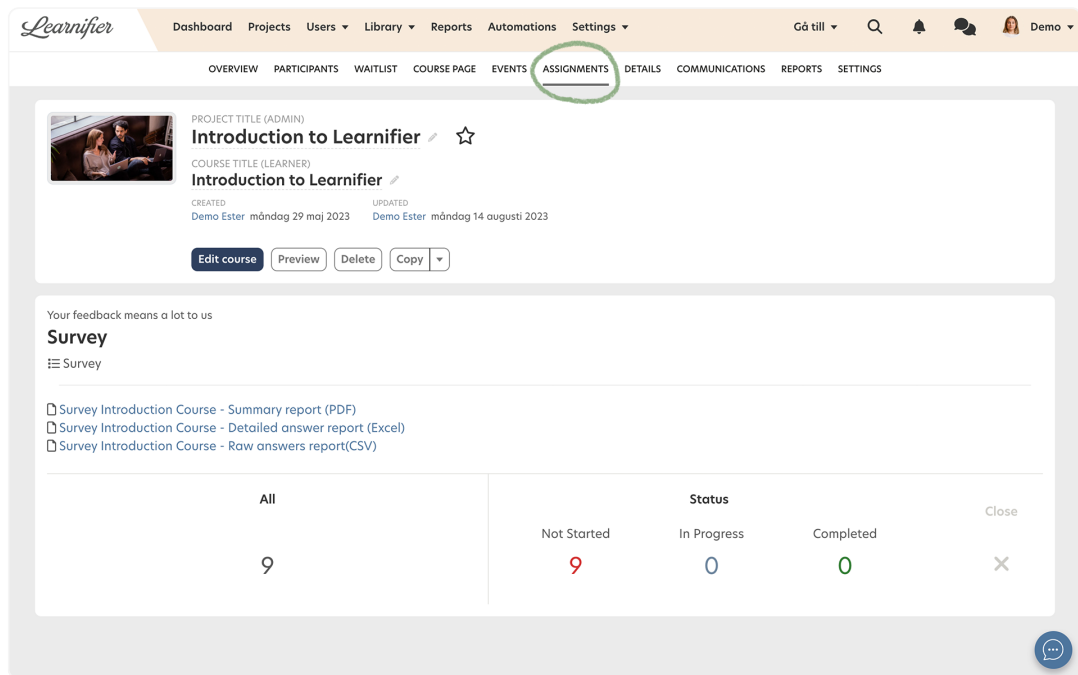 Learnifier Dashboard Projects Users Library Reports Automations Settings Gå till Demo
OVERVIEW PARTICIPANTS WAITLIST COURSE PAGE EVENTS ASSIGNMENTS DETAILS COMMUNICATIONS REPORTS SETTINGS
PROJECT TITLE (ADMIN)
Introduction to Learnifier
COURSE TITLE (LEARNER)
Introduction to Learnifier
CREATED UPDATED
Demo Ester måndag 29 maj 2023 Demo Ester måndag 14 augusti 2023
Edit course Preview Delete Copy
Your feedback means a lot to us
Survey
Survey
Survey Introduction Course - Summary report (PDF)
Survey Introduction Course - Detailed answer report (Excel)
Survey Introduction Course - Raw answers report(CSV)
All Status
Close
Not Started In Progress Completed
9 9 0 0